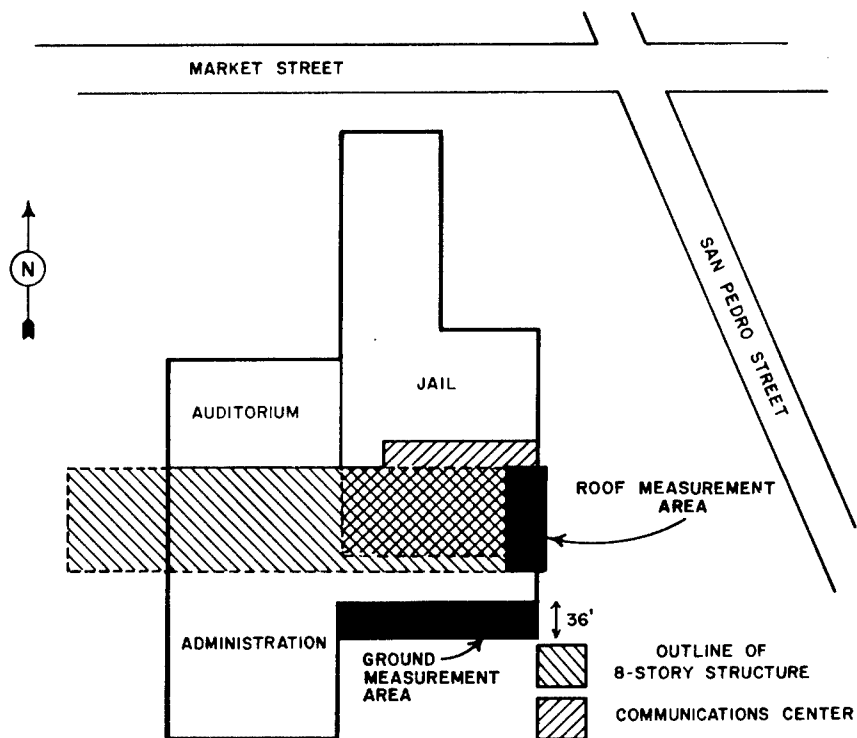 MARKET STREET
N
SAN PEDRO STREET
JAIL
AUDITORIUM
ROOF MEASUREMENT
AREA
36'
ADMINISTRATION
GROUND
MEASUREMENT
AREA
OUTLINE OF
8-STORY STRUCTURE
COMMUNICATIONS CENTER